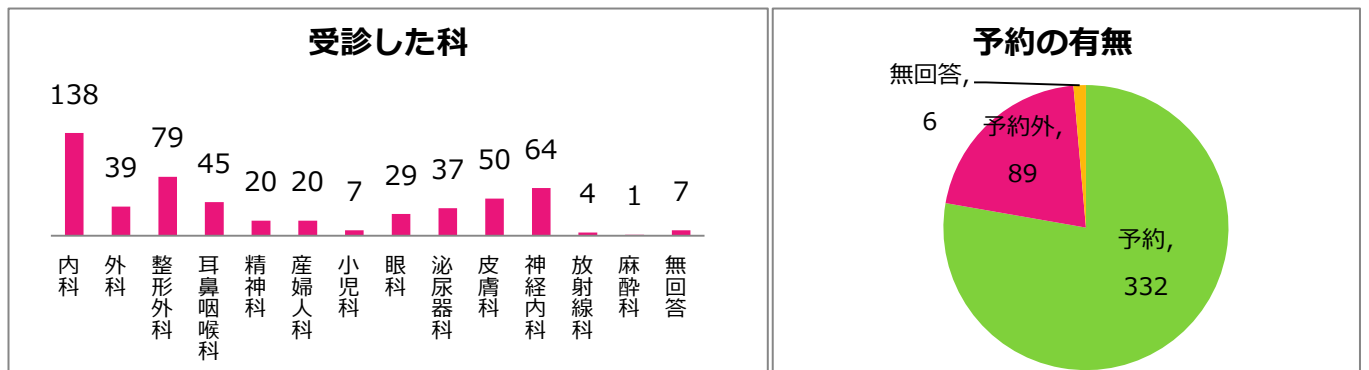 受診した科
138
39
79
45
20
20
7
29
37
50
64
4
1
7
内科
外科
整形外科
耳鼻咽喉科
精神科
産婦人科
小児科
眼科
泌尿器科
皮膚科
神経内科
放射線科
麻酔科
無回答
予約の有無
無回答,
6
予約外,
89
予約,
332